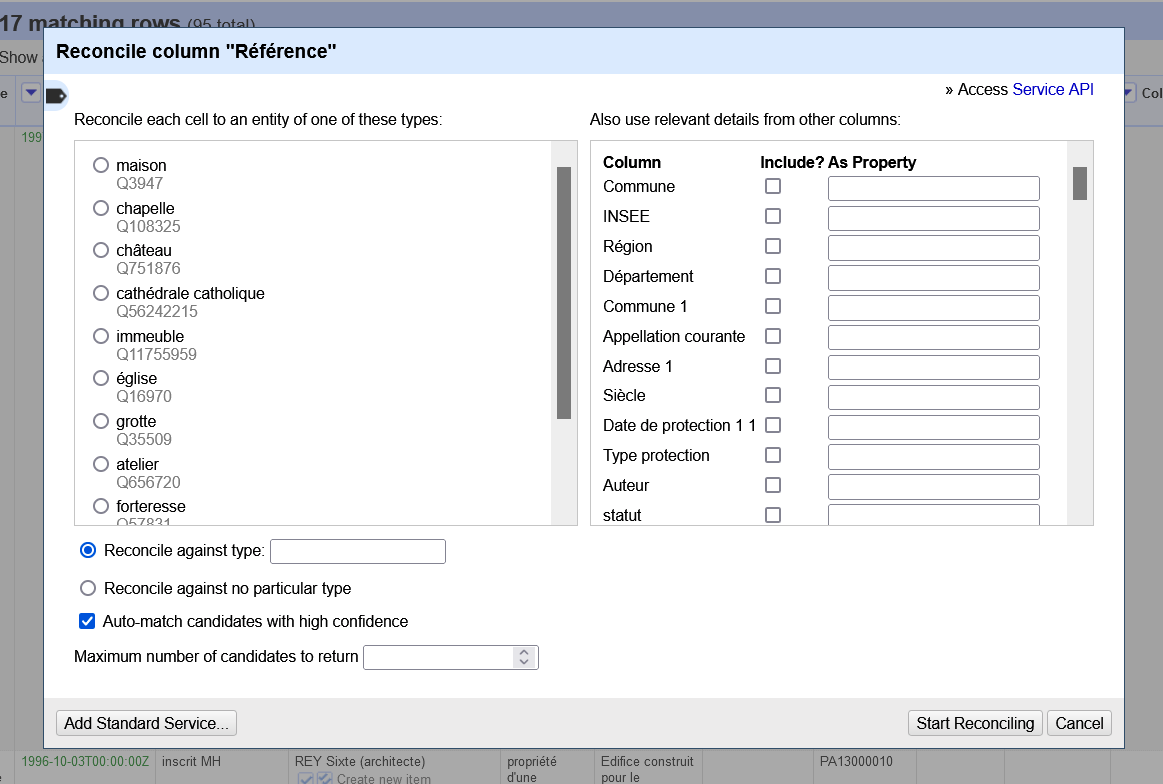 17 matching rows (95 total)
Show
Reconcile column "Référence"
e
Col
» Access Service API
Reconcile each cell to an entity of one of these types:
Also use relevant details from other columns:
199
maison
Q3947
chapelle
Q108325
château
Q751876
cathédrale catholique
Q56242215
immeuble
Q11755959
église
Q16970
grotte
Q35509
atelier
Q656720
forteresse
Q57831
Column Include? As Property
Commune
INSEE
Région
Département
Commune 1
Appellation courante
Adresse 1
Siècle
Date de protection 1 1
Type protection
Auteur
statut
Reconcile against type:
Reconcile against no particular type
Auto-match candidates with high confidence
Maximum number of candidates to return
Add Standard Service...
Start Reconciling
Cancel
1996-10-03T00:00:00Z inscrit MH REY Sixte (architecte) propriété Edifice construit PA13000010
e Create new item d'une pour le